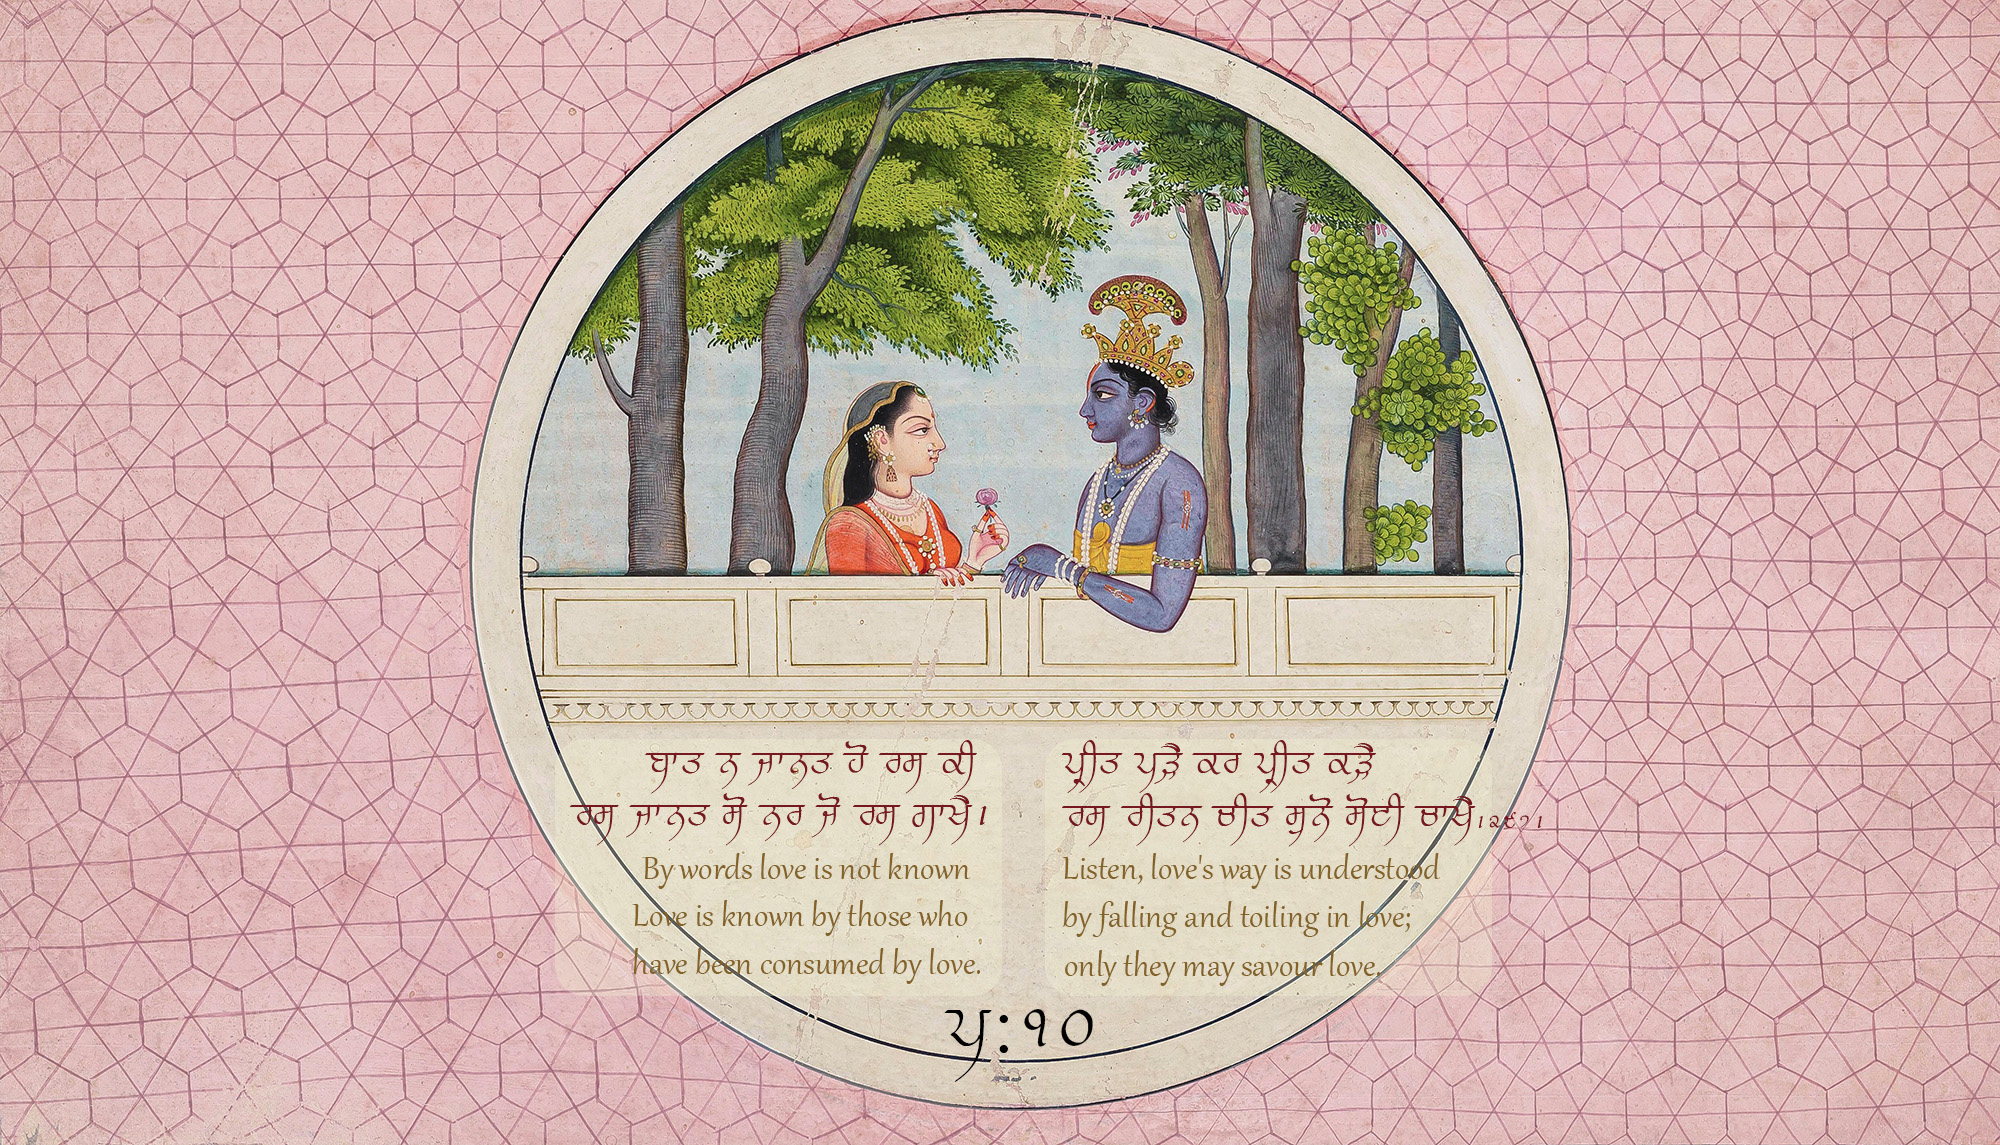 ਬਾਤ ਨ ਜਾਨਤ ਹੋ ਰਸ ਕੀ
ਰਸ ਜਾਨਤ ਸੋ ਨਰ ਜੋ ਰਸ ਗਾਖੈ।
By words love is not known
Love is known by those who
have been consumed by love.
ਪ੍ਰੀਤ ਪੜੈ ਕਰ ਪ੍ਰੀਤ ਕੜੈ
ਰਸ ਰੀਤਨ ਚੀਤ ਸੁਨੋ ਸੋਈ ਚਾਖੈ।੨੯੧।
Listen, love's way is understood
by falling and toiling in love;
only they may savour love.
ਪ:੧੦